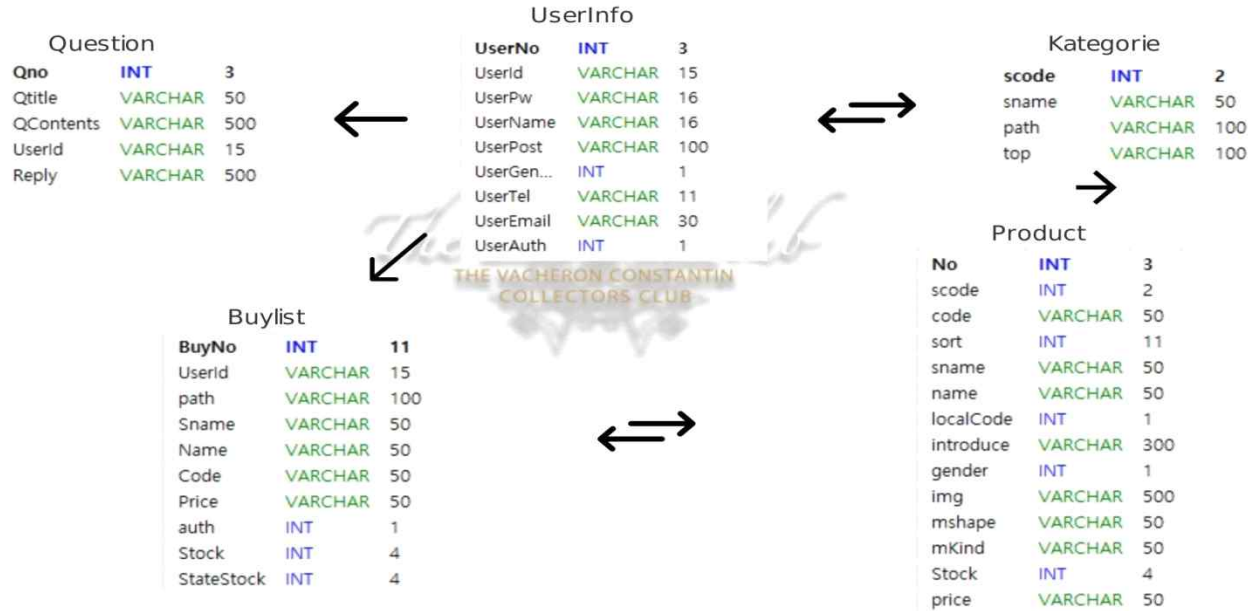 UserInfo
UserNo INT 3
UserId VARCHAR 15
UserPw VARCHAR 16
UserName VARCHAR 16
UserPost VARCHAR 100
UserGen... INT 1
UserTel VARCHAR 11
UserEmail VARCHAR 30
UserAuth INT 1
Question
Qno INT 3
Qtitle VARCHAR 50
QContents VARCHAR 500
UserId VARCHAR 15
Reply VARCHAR 500
Kategorie
scode INT 2
sname VARCHAR 50
path VARCHAR 100
top VARCHAR 100
The
THE VACHERON CONSTANTIN
COLLECTORS CLUB
Buylist
BuyNo INT 11
UserId VARCHAR 15
path VARCHAR 100
Sname VARCHAR 50
Name VARCHAR 50
Code VARCHAR 50
Price VARCHAR 50
auth INT 1
Stock INT 4
StateStock INT 4
Product
No INT 3
scode INT 2
code VARCHAR 50
sort INT 11
sname VARCHAR 50
name VARCHAR 50
localCode INT 1
introduce VARCHAR 300
gender INT 1
img VARCHAR 500
mshape VARCHAR 50
mKind VARCHAR 50
Stock INT 4
price VARCHAR 50